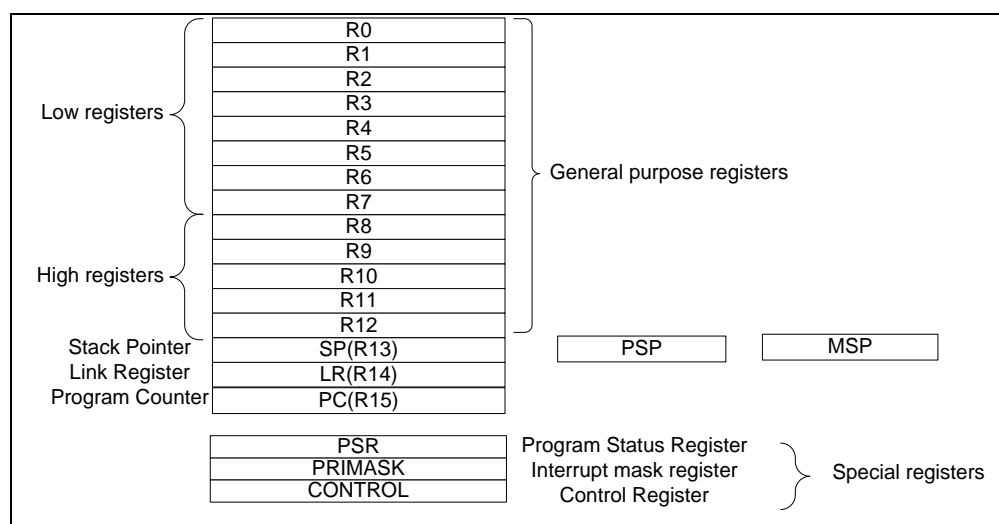 R0
R1
R2
Low registers
R3
R4
R5
General purpose registers
R6
R7
R8
R9
High registers
R10
R11
R12
Stack Pointer SP(R13) PSP MSP
Link Register LR(R14)
Program Counter PC(R15)
PSR Program Status Register
PRIMASK Interrupt mask register Special registers
CONTROL Control Register